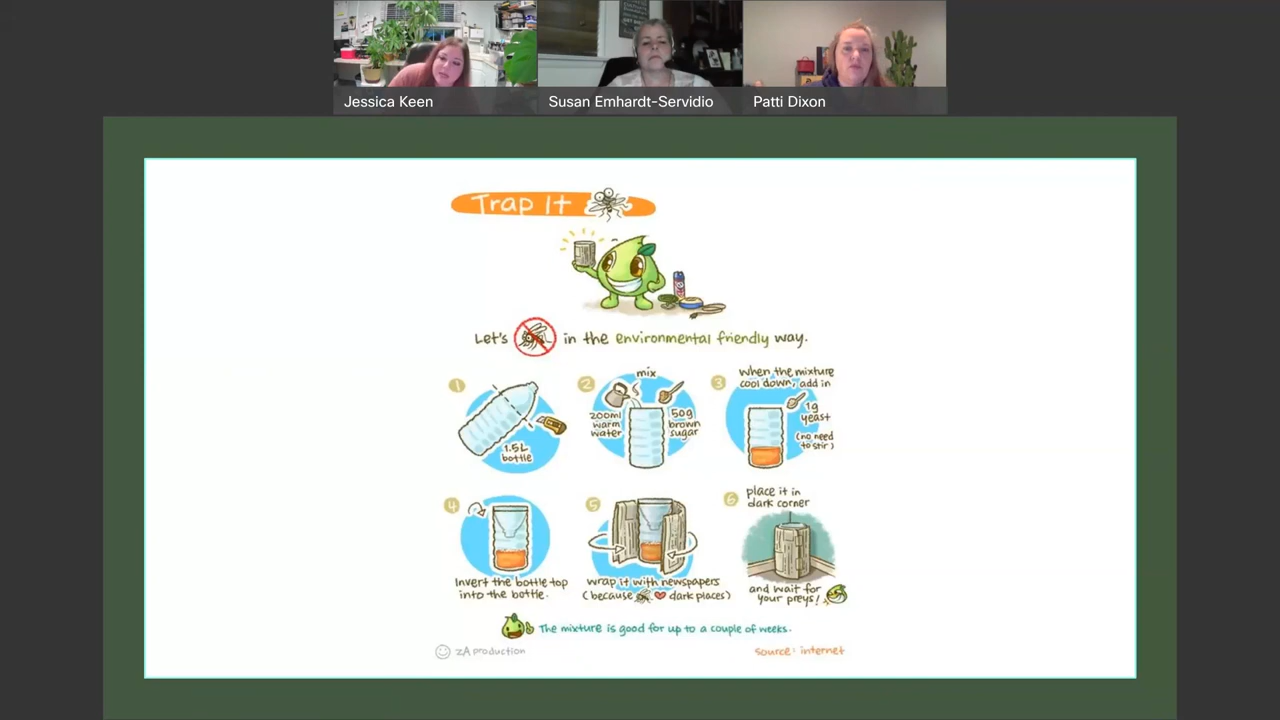 Jessica Keen
Susan Emhardt-Servidio
Patti Dixon
Trap It
Let's in the environmental friendly way.
1
1.5L
bottle
2
mix
200ml
warm
water
50g
brown
sugar
3
when the mixture
cool down, add in
1g
yeast
(no need
to stir)
4
Invert the bottle top
into the bottle.
5
wrap it with newspapers
(because dark places)
6
place it in
dark corner
and wait for
your preys!
The mixture is good for up to a couple of weeks.
zA production
source: internet